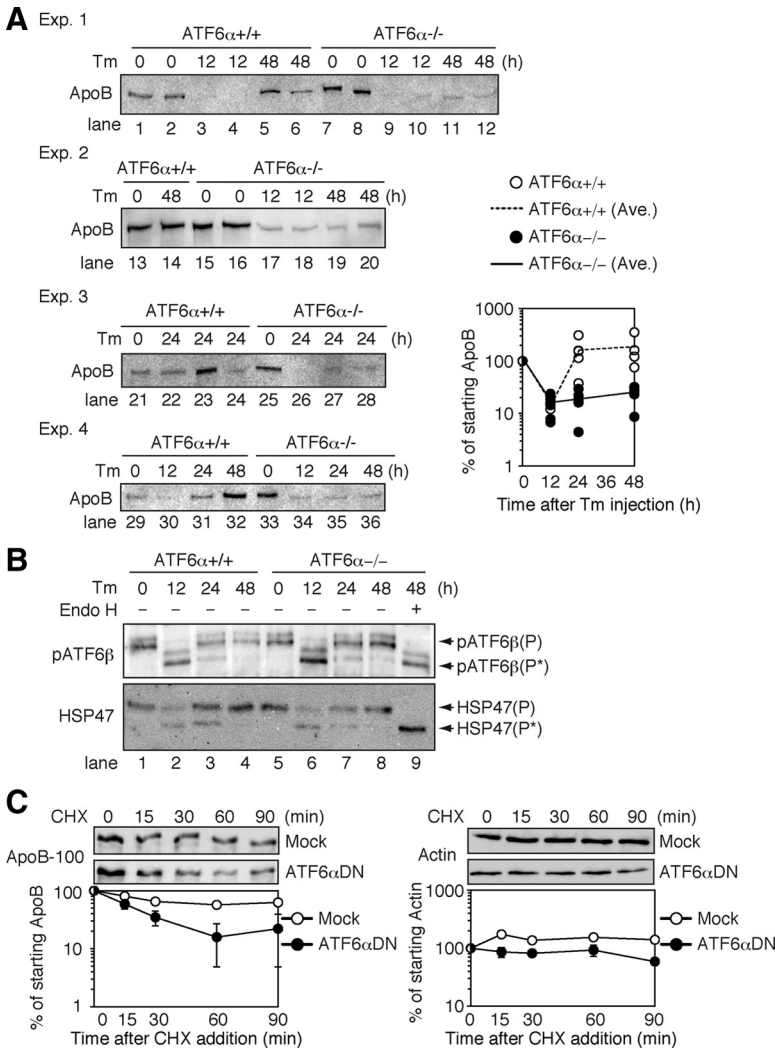 A
Exp. 1
ATF6α+/+ ATF6α-/-
Tm 0 0 12 12 48 48 0 0 12 12 48 48 (h)
ApoB
lane 1 2 3 4 5 6 7 8 9 10 11 12
Exp. 2
ATF6α+/+ ATF6α-/-
Tm 0 48 0 0 12 12 48 48 (h)
ApoB
lane 13 14 15 16 17 18 19 20
ATF6α+/+
ATF6α+/+ (Ave.)
ATF6α−/−
ATF6α−/− (Ave.)
Exp. 3
ATF6α+/+ ATF6α-/-
Tm 0 24 24 24 0 24 24 24 (h)
ApoB
lane 21 22 23 24 25 26 27 28
Exp. 4
ATF6α+/+ ATF6α-/-
Tm 0 12 24 48 0 12 24 48 (h)
ApoB
lane 29 30 31 32 33 34 35 36
% of starting ApoB
1000
100
10
1
0 12 24 36 48
Time after Tm injection (h)
B
ATF6α+/+ ATF6α−/−
Tm 0 12 24 48 0 12 24 48 48 (h)
Endo H − − − − − − − − +
pATF6β
pATF6β(P)
pATF6β(P*)
HSP47
HSP47(P)
HSP47(P*)
lane 1 2 3 4 5 6 7 8 9
C
CHX 0 15 30 60 90 (min)
Mock
ApoB-100
ATF6αDN
% of starting ApoB
100
10
1
Mock
ATF6αDN
0 15 30 60 90
Time after CHX addition (min)
CHX 0 15 30 60 90 (min)
Mock
Actin
ATF6αDN
% of starting Actin
1000
100
10
Mock
ATF6αDN
0 15 30 60 90
Time after CHX addition (min)